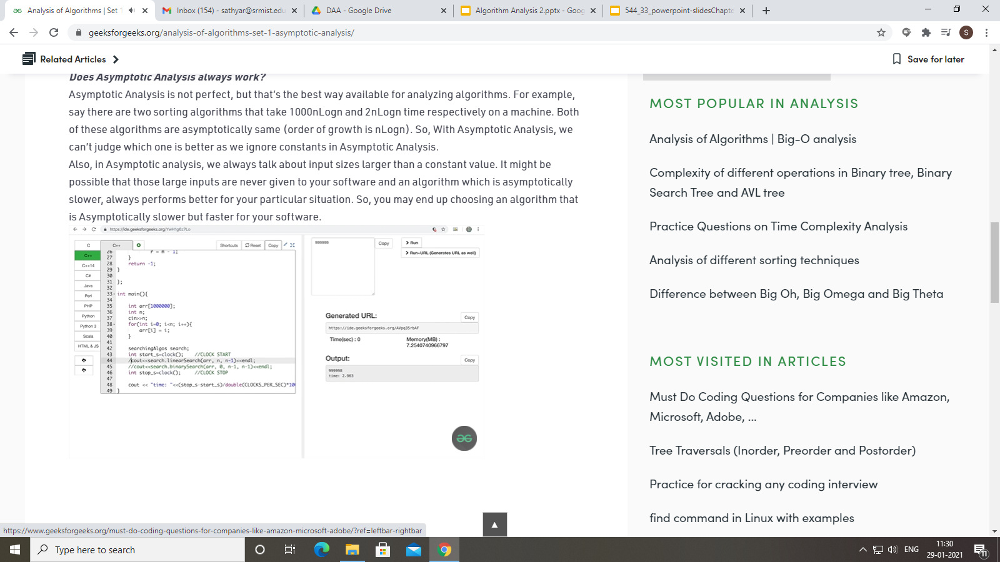 Analysis of Algorithms | Set 1
Inbox (154) - sathyar@srmist.edu
DAA - Google Drive
Algorithm Analysis 2.pptx - Goog
544_33_powerpoint-slidesChapte
geeksforgeeks.org/analysis-of-algorithms-set-1-asymptotic-analysis/
S
Related Articles
Save for later
Does Asymptotic Analysis always work?
Asymptotic Analysis is not perfect, but that's the best way available for analyzing algorithms. For example,
say there are two sorting algorithms that take 1000nLogn and 2nLogn time respectively on a machine. Both
of these algorithms are asymptotically same (order of growth is nLogn). So, With Asymptotic Analysis, we
can't judge which one is better as we ignore constants in Asymptotic Analysis.
Also, in Asymptotic analysis, we always talk about input sizes larger than a constant value. It might be
possible that those large inputs are never given to your software and an algorithm which is asymptotically
slower, always performs better for your particular situation. So, you may end up choosing an algorithm that
is Asymptotically slower but faster for your software.
https://ide.geeksforgeeks.org/YwH1g6z7Lo
C
C++
C++14
C#
Java
Perl
PHP
Python
Python 3
Scala
HTML & JS
C++
Shortcuts
Reset
Copy
26 r = m - 1;
27 }
28 return -1;
29 }
30
31 };
32
33 int main(){
34
35 int arr[1000000];
36 int n;
37 cin>>n;
38 for(int i=0; i<n; i++){
39 arr[i] = i;
40 }
41
42 searchingAlgos search;
43 int start_s=clock(); //CLOCK START
44 /cout<<search.linearSearch(arr, n, n-1)<<endl;
45 //cout<<search.binarySearch(arr, 0, n-1, n-1)<<endl;
46 int stop_s=clock(); //CLOCK STOP
47
48 cout << "time: "<<(stop_s-start_s)/double(CLOCKS_PER_SEC)*10
49 }
999999
Copy
Run
Run+URL (Generates URL as well)
Generated URL:
Copy
https://ide.geeksforgeeks.org/AVpq3SrbAF
Time(sec) : 0
Memory(MB) :
7.2540740966797
Output:
Copy
999998
time: 2.963
MOST POPULAR IN ANALYSIS
Analysis of Algorithms | Big-O analysis
Complexity of different operations in Binary tree, Binary
Search Tree and AVL tree
Practice Questions on Time Complexity Analysis
Analysis of different sorting techniques
Difference between Big Oh, Big Omega and Big Theta
MOST VISITED IN ARTICLES
Must Do Coding Questions for Companies like Amazon,
Microsoft, Adobe, ...
Tree Traversals (Inorder, Preorder and Postorder)
Practice for cracking any coding interview
find command in Linux with examples
https://www.geeksforgeeks.org/must-do-coding-questions-for-companies-like-amazon-microsoft-adobe/?ref=leftbar-rightbar
Type here to search
ENG
11:30
29-01-2021
11